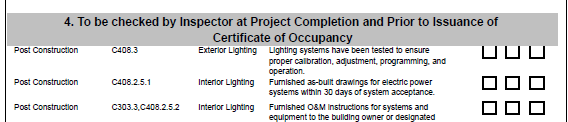 4. To be checked by Inspector at Project Completion and Prior to Issuance of
Certificate of Occupancy
Post Construction C408.3 Exterior Lighting Lighting systems have been tested to ensure
proper calibration, adjustment, programming, and
operation.
Post Construction C408.2.5.1 Interior Lighting Furnished as-built drawings for electric power
systems within 30 days of system acceptance.
Post Construction C303.3,C408.2.5.2 Interior Lighting Furnished O&M instructions for systems and
equipment to the building owner or designated